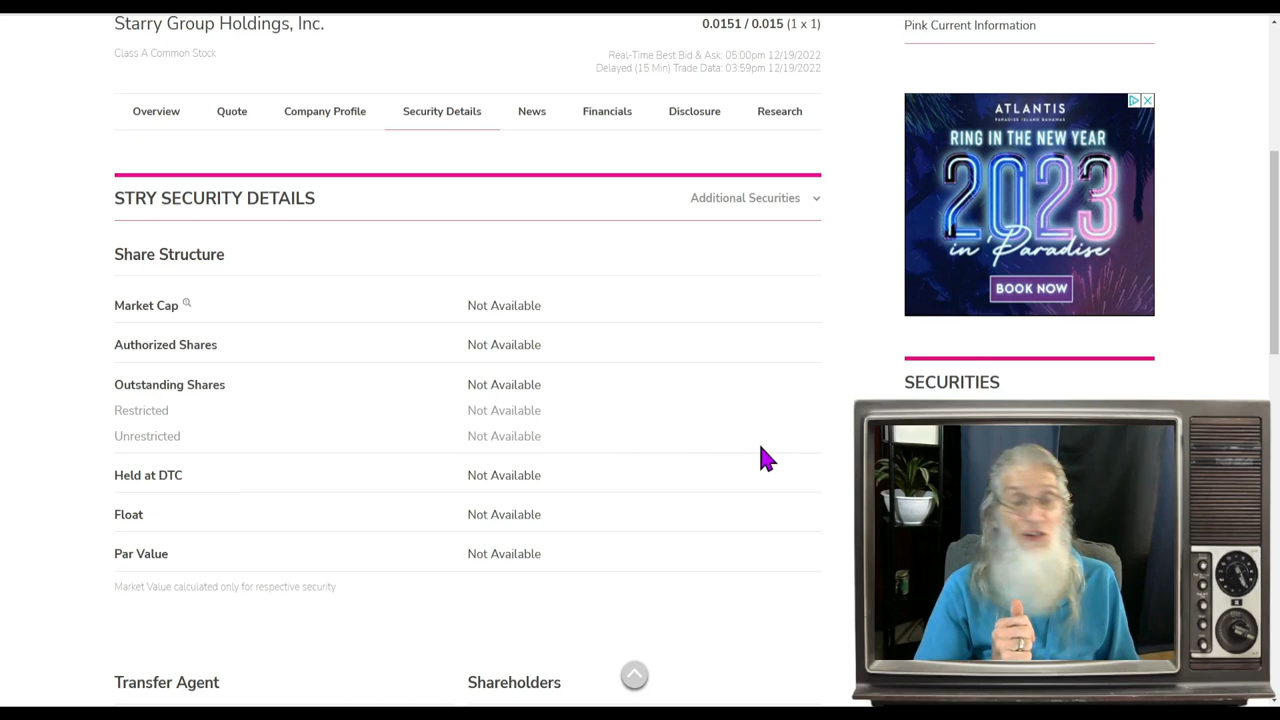 Starry Group Holdings, Inc.
0.0151 / 0.015 (1 x 1)
Class A Common Stock
Real-Time Best Bid & Ask: 05:00pm 12/19/2022
Delayed (15 Min) Trade Data: 03:59pm 12/19/2022
Overview Quote Company Profile Security Details News Financials Disclosure Research
STRY SECURITY DETAILS
Additional Securities
Share Structure
Market Cap Not Available
Authorized Shares Not Available
Outstanding Shares Not Available
Restricted Not Available
Unrestricted Not Available
Held at DTC Not Available
Float Not Available
Par Value Not Available
Market Value calculated only for respective security
Transfer Agent Shareholders
Pink Current Information
ATLANTIS
PARADISE ISLAND BAHAMAS
RING IN THE NEW YEAR
2023
in Paradise
BOOK NOW
SECURITIES